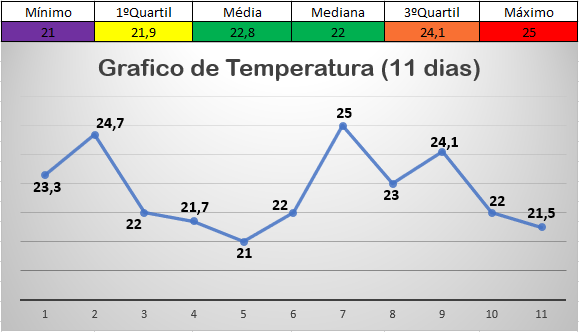 Mínimo 1ºQuartil Média Mediana 3ºQuartil Máximo
21 21,9 22,8 22 24,1 25
Grafico de Temperatura (11 dias)
23,3 24,7 22 21,7 21 22 25 23 24,1 22 21,5
1 2 3 4 5 6 7 8 9 10 11